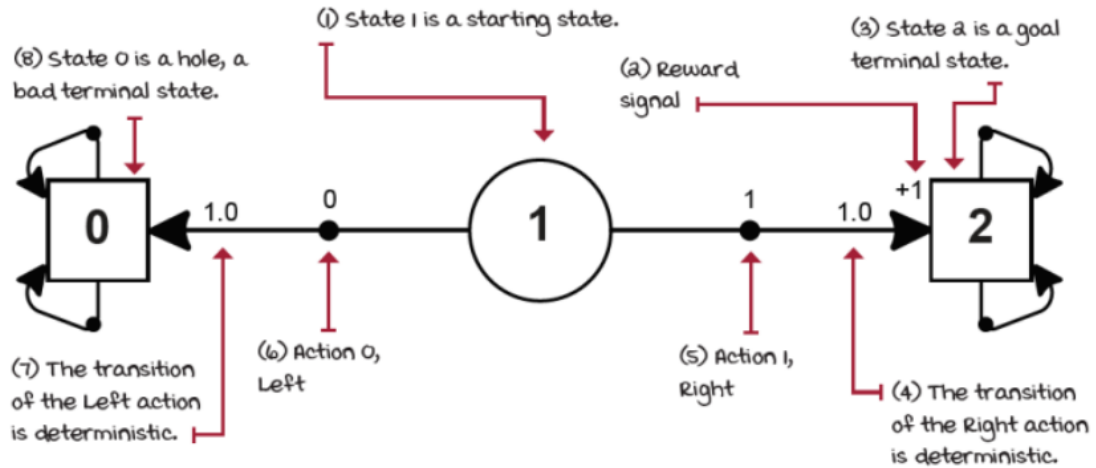 (1) State 1 is a starting state.
(8) State 0 is a hole, a
bad terminal state.
(2) Reward
signal
(3) State 2 is a goal
terminal state.
0
1.0
0
1
1
1.0
+1
2
(7) The transition
of the Left action
is deterministic.
(6) Action 0,
Left
(5) Action 1,
Right
(4) The transition
of the Right action
is deterministic.